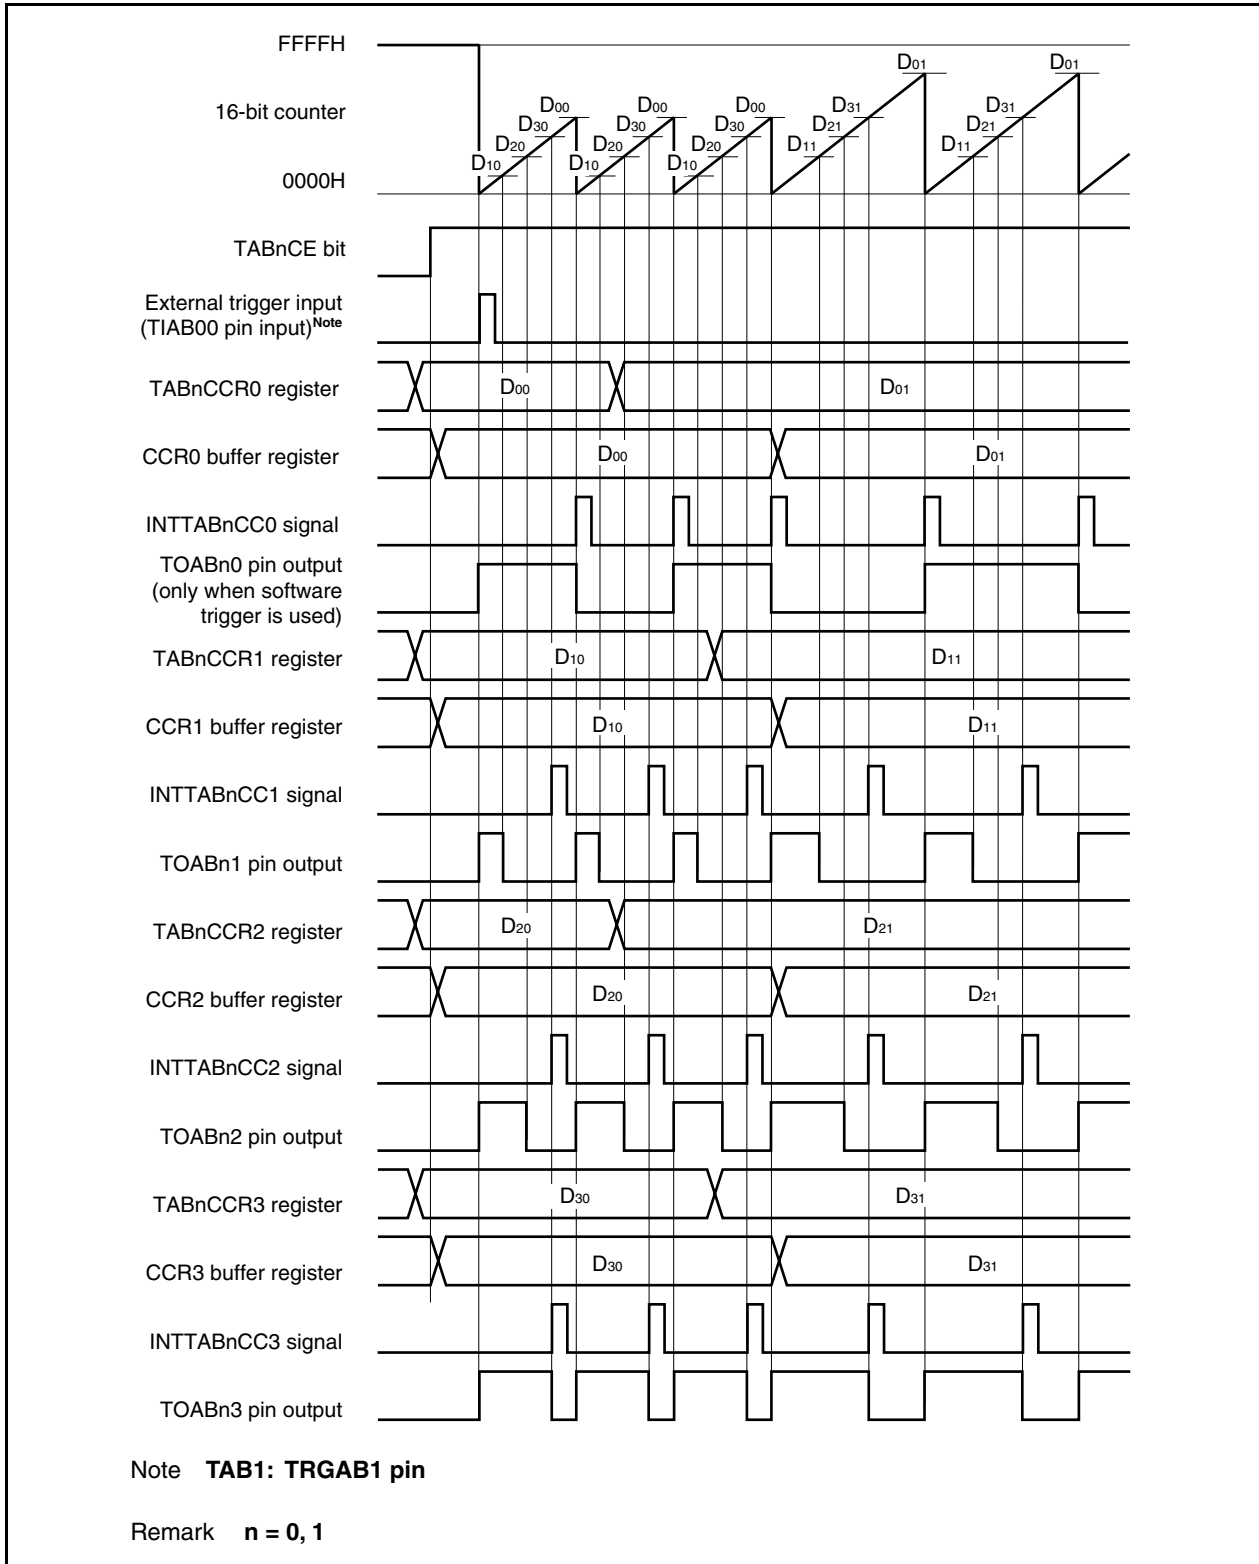 FFFFH
D01 D01
16-bit counter
D00 D00 D00 D31 D31
D30 D30 D30 D21 D21
D20 D20 D20 D11 D11
D10 D10 D10
0000H
TABnCE bit
External trigger input
(TIAB00 pin input)Note
TABnCCR0 register D00 D01
CCR0 buffer register D00 D01
INTTABnCC0 signal
TOABn0 pin output
(only when software
trigger is used)
TABnCCR1 register D10 D11
CCR1 buffer register D10 D11
INTTABnCC1 signal
TOABn1 pin output
TABnCCR2 register D20 D21
CCR2 buffer register D20 D21
INTTABnCC2 signal
TOABn2 pin output
TABnCCR3 register D30 D31
CCR3 buffer register D30 D31
INTTABnCC3 signal
TOABn3 pin output
Note TAB1: TRGAB1 pin
Remark n = 0, 1